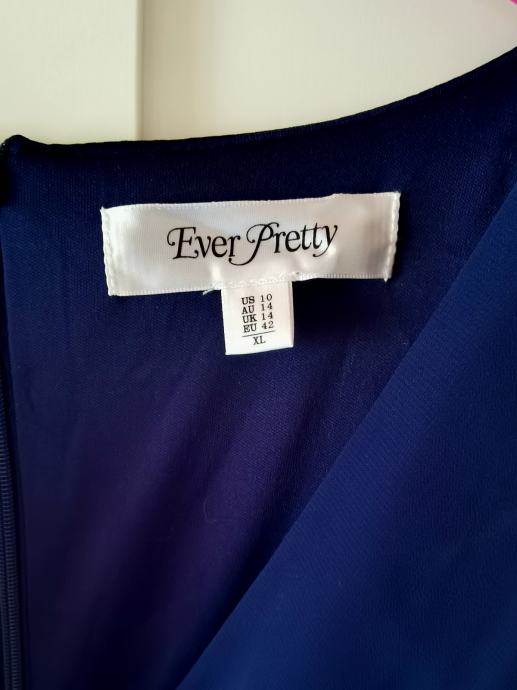 Ever Pretty
US 10
AU 14
UK 14
EU 42
XL